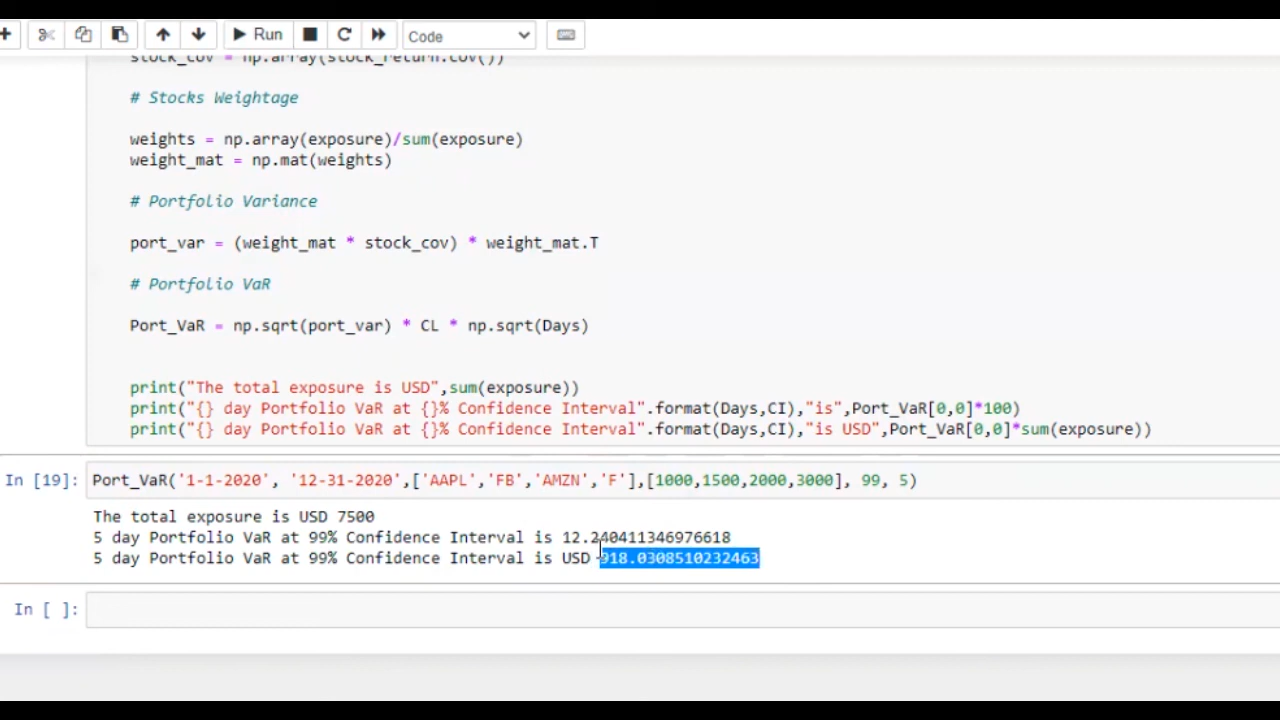 Run
Code
stock_cov = np.array(stock_return.cov())
# Stocks Weightage
weights = np.array(exposure)/sum(exposure)
weight_mat = np.mat(weights)
# Portfolio Variance
port_var = (weight_mat * stock_cov) * weight_mat.T
# Portfolio VaR
Port_VaR = np.sqrt(port_var) * CL * np.sqrt(Days)
print("The total exposure is USD",sum(exposure))
print("{} day Portfolio VaR at {}% Confidence Interval".format(Days,CI),"is",Port_VaR[0,0]*100)
print("{} day Portfolio VaR at {}% Confidence Interval".format(Days,CI),"is USD",Port_VaR[0,0]*sum(exposure))
In [19]: Port_VaR('1-1-2020', '12-31-2020',['AAPL','FB','AMZN','F'],[1000,1500,2000,3000], 99, 5)
The total exposure is USD 7500
5 day Portfolio VaR at 99% Confidence Interval is 12.240411346976618
5 day Portfolio VaR at 99% Confidence Interval is USD 918.0308510232463
In [ ]: